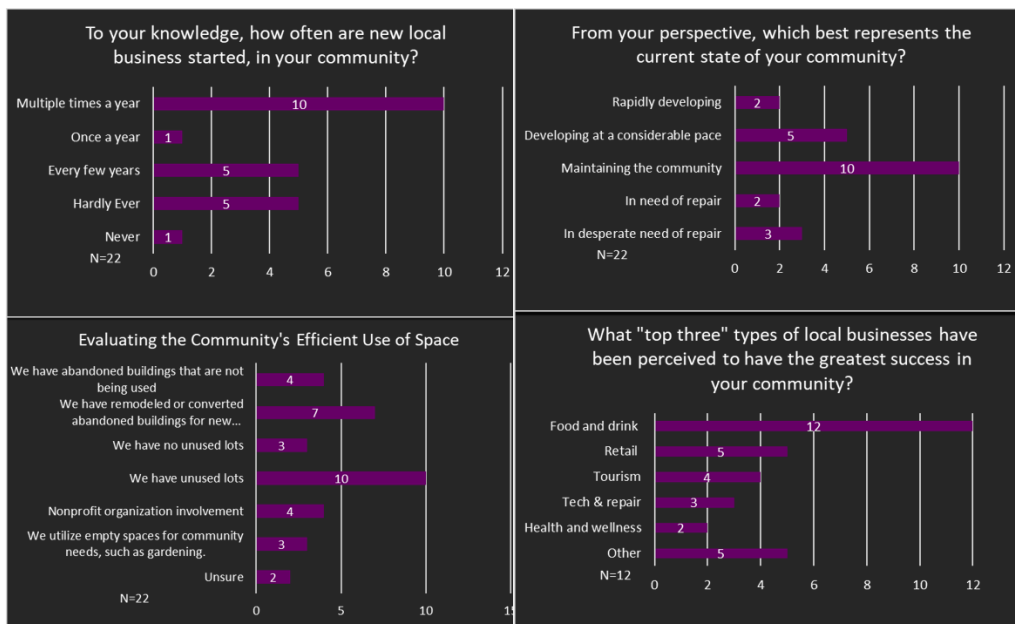 To your knowledge, how often are new local
business started, in your community?
Multiple times a year
10
Once a year
1
Every few years
5
Hardly Ever
5
Never
1
N=22
0 2 4 6 8 10 12
From your perspective, which best represents the
current state of your community?
Rapidly developing
2
Developing at a considerable pace
5
Maintaining the community
10
In need of repair
2
In desperate need of repair
3
N=22
0 2 4 6 8 10 12
Evaluating the Community's Efficient Use of Space
We have abandoned buildings that are not
being used
4
We have remodeled or converted
abandoned buildings for new...
7
We have no unused lots
3
We have unused lots
10
Nonprofit organization involvement
4
We utilize empty spaces for community
needs, such as gardening.
3
Unsure
2
N=22
0 5 10 15
What "top three" types of local businesses have
been perceived to have the greatest success in
your community?
Food and drink
12
Retail
5
Tourism
4
Tech & repair
3
Health and wellness
2
Other
5
N=12
0 2 4 6 8 10 12